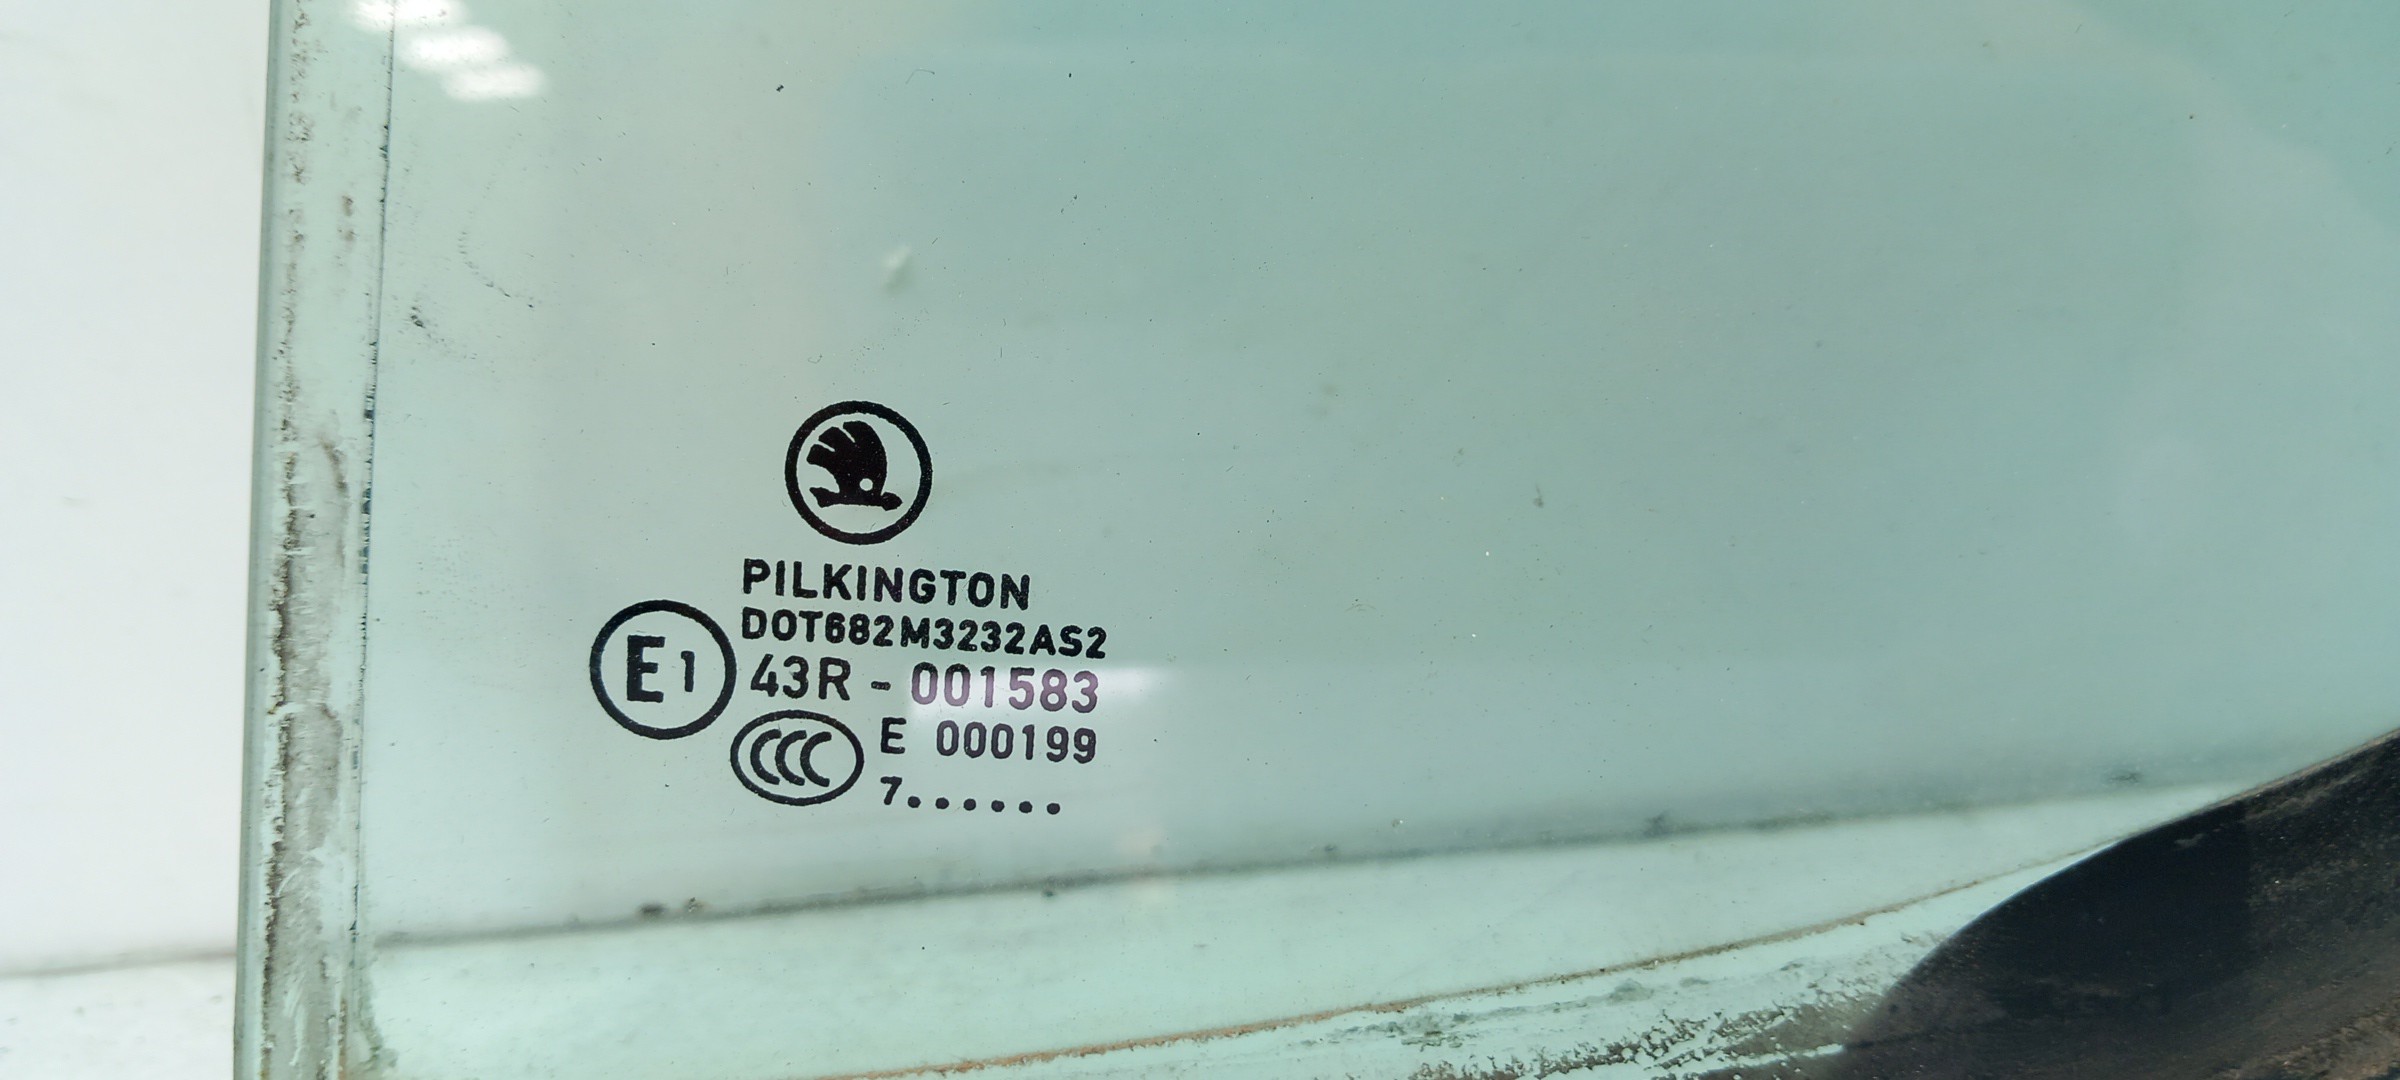 PILKINGTON
DOT682M3232AS2
E1 43R - 001583
CCC E 000199
7......